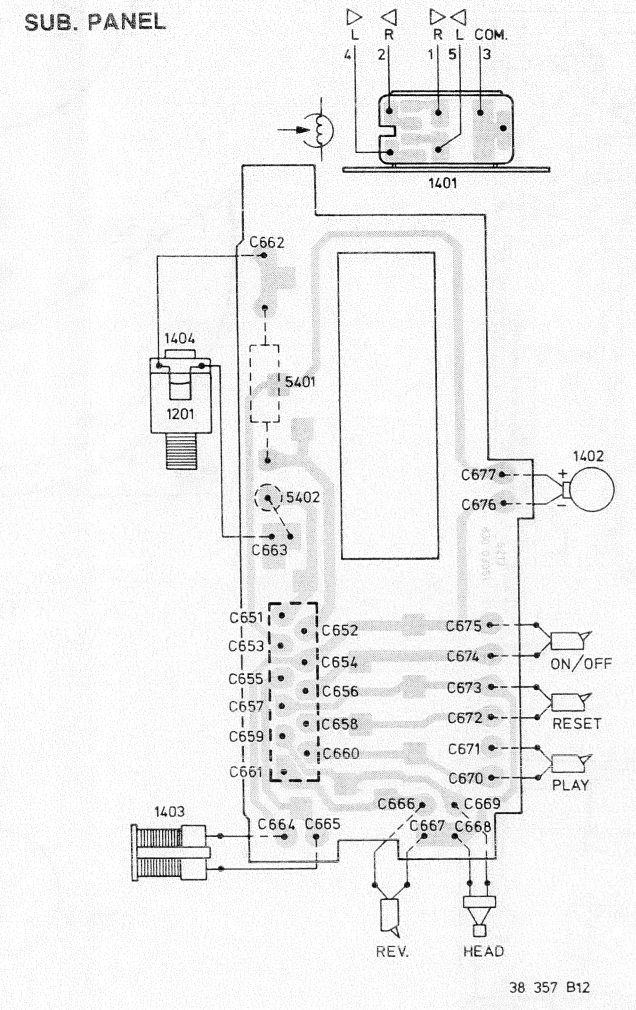 SUB. PANEL
L R R L COM.
4 2 1 5 3
1401
C662
1404
1201
5401
5402
C663
C677
C676
+
1402
−
C651
C652
C653
C654
C655
C656
C657
C658
C659
C660
C661
C675
C674
ON/OFF
C673
C672
RESET
C671
C670
PLAY
1403
C664 C665
C666 C669
C667 C668
REV.
HEAD
38 357 B12